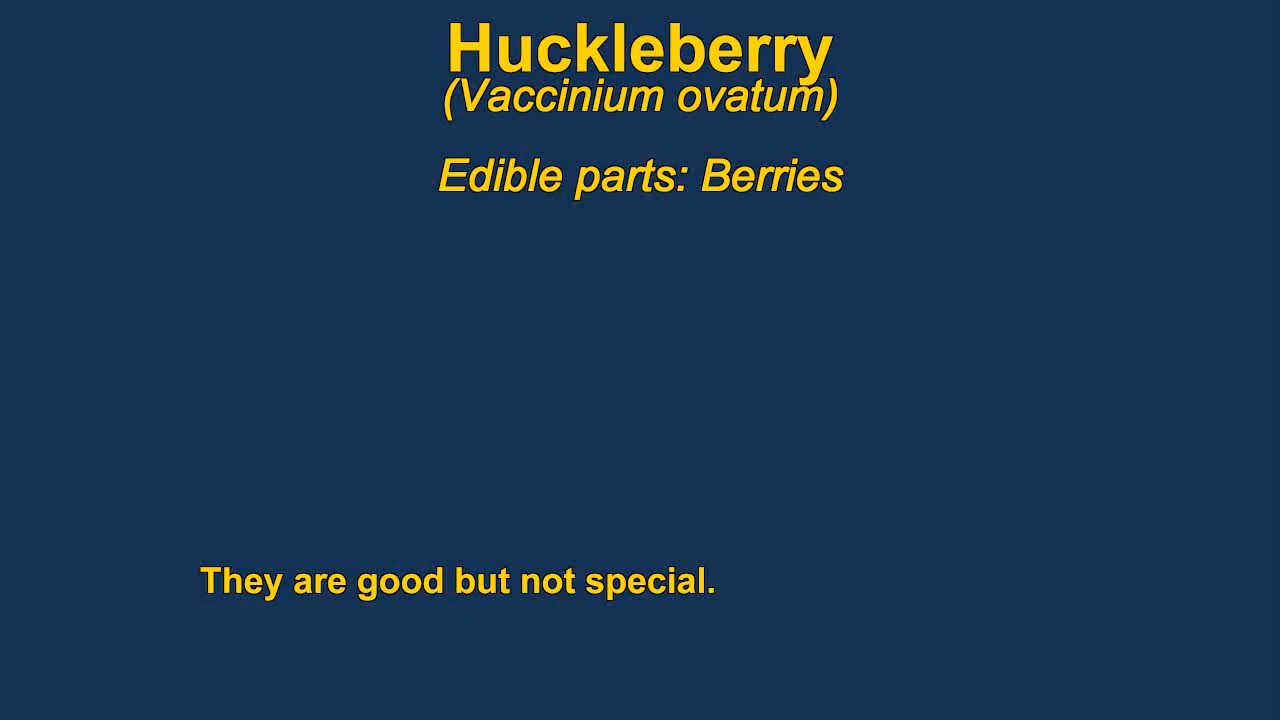 Huckleberry
(Vaccinium ovatum)
Edible parts: Berries
They are good but not special.